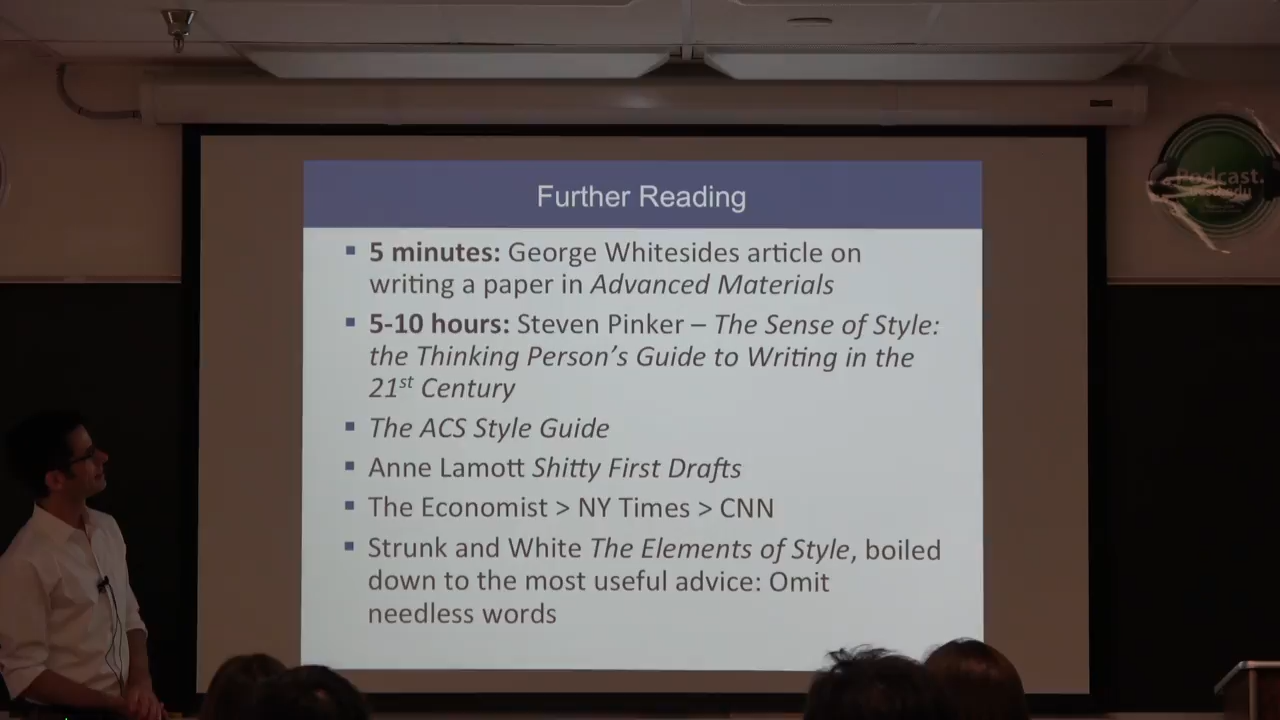 Further Reading
▪ 5 minutes: George Whitesides article on
writing a paper in Advanced Materials
▪ 5-10 hours: Steven Pinker – The Sense of Style:
the Thinking Person's Guide to Writing in the
21st Century
▪ The ACS Style Guide
▪ Anne Lamott Shitty First Drafts
▪ The Economist > NY Times > CNN
▪ Strunk and White The Elements of Style, boiled
down to the most useful advice: Omit
needless words
Podcast.
ucsd.edu